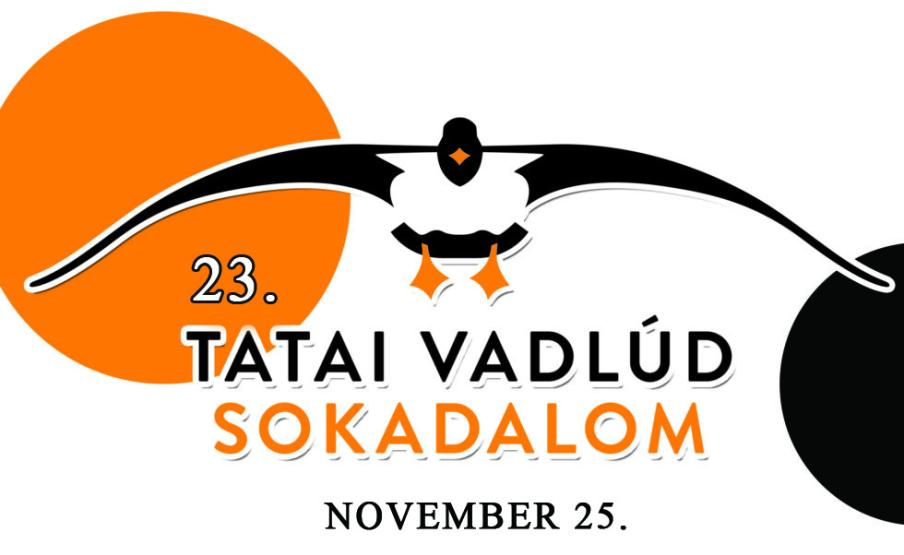 23.
TATAI VADLÚD
SOKADALOM
NOVEMBER 25.